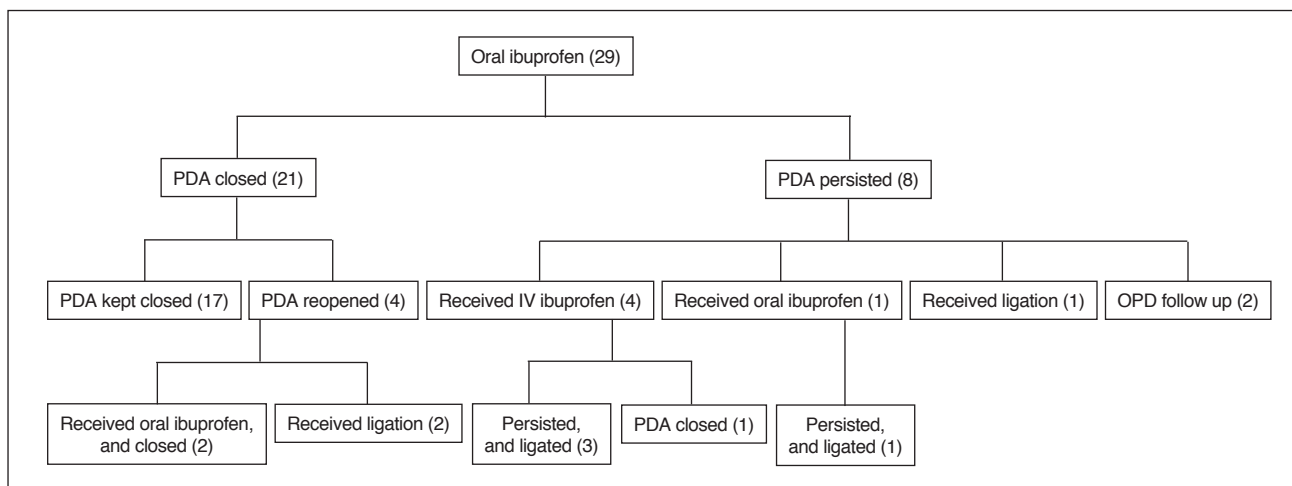 Oral ibuprofen (29)
PDA closed (21)
PDA persisted (8)
PDA kept closed (17)
PDA reopened (4)
Received IV ibuprofen (4)
Received oral ibuprofen (1)
Received ligation (1)
OPD follow up (2)
Received oral ibuprofen,
and closed (2)
Received ligation (2)
Persisted,
and ligated (3)
PDA closed (1)
Persisted,
and ligated (1)